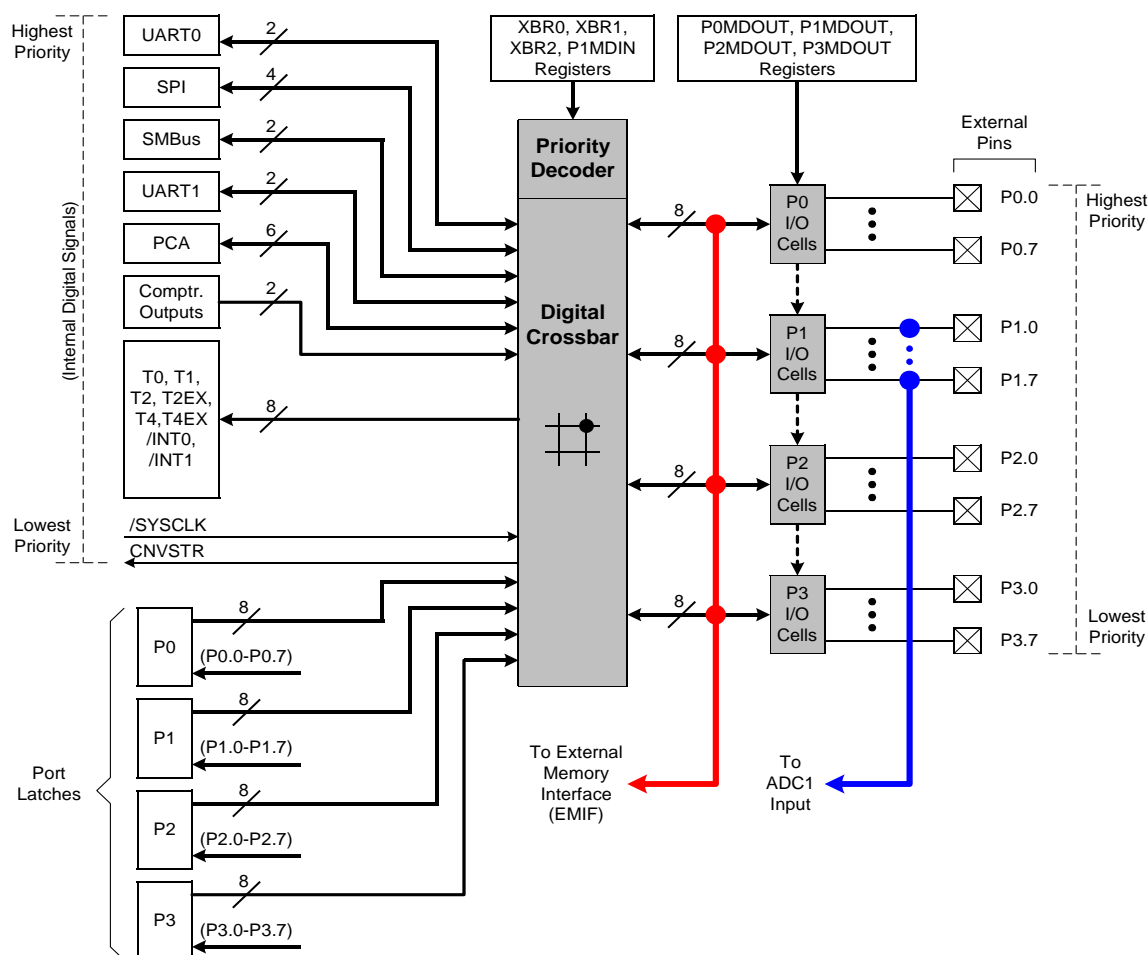 Highest
Priority
UART0
2
SPI
4
SMBus
2
UART1
2
PCA
6
Comptr.
Outputs
2
T0, T1,
T2, T2EX,
T4,T4EX
/INT0,
/INT1
8
(Internal Digital Signals)
Lowest
Priority
/SYSCLK
CNVSTR
XBR0, XBR1,
XBR2, P1MDIN
Registers
P0MDOUT, P1MDOUT,
P2MDOUT, P3MDOUT
Registers
Priority
Decoder
Digital
Crossbar
8
8
8
8
P0
I/O
Cells
P1
I/O
Cells
P2
I/O
Cells
P3
I/O
Cells
External
Pins
P0.0
P0.7
P1.0
P1.7
P2.0
P2.7
P3.0
P3.7
Highest
Priority
Lowest
Priority
Port
Latches
P0
8
(P0.0-P0.7)
P1
8
(P1.0-P1.7)
P2
8
(P2.0-P2.7)
P3
8
(P3.0-P3.7)
To External
Memory
Interface
(EMIF)
To
ADC1
Input